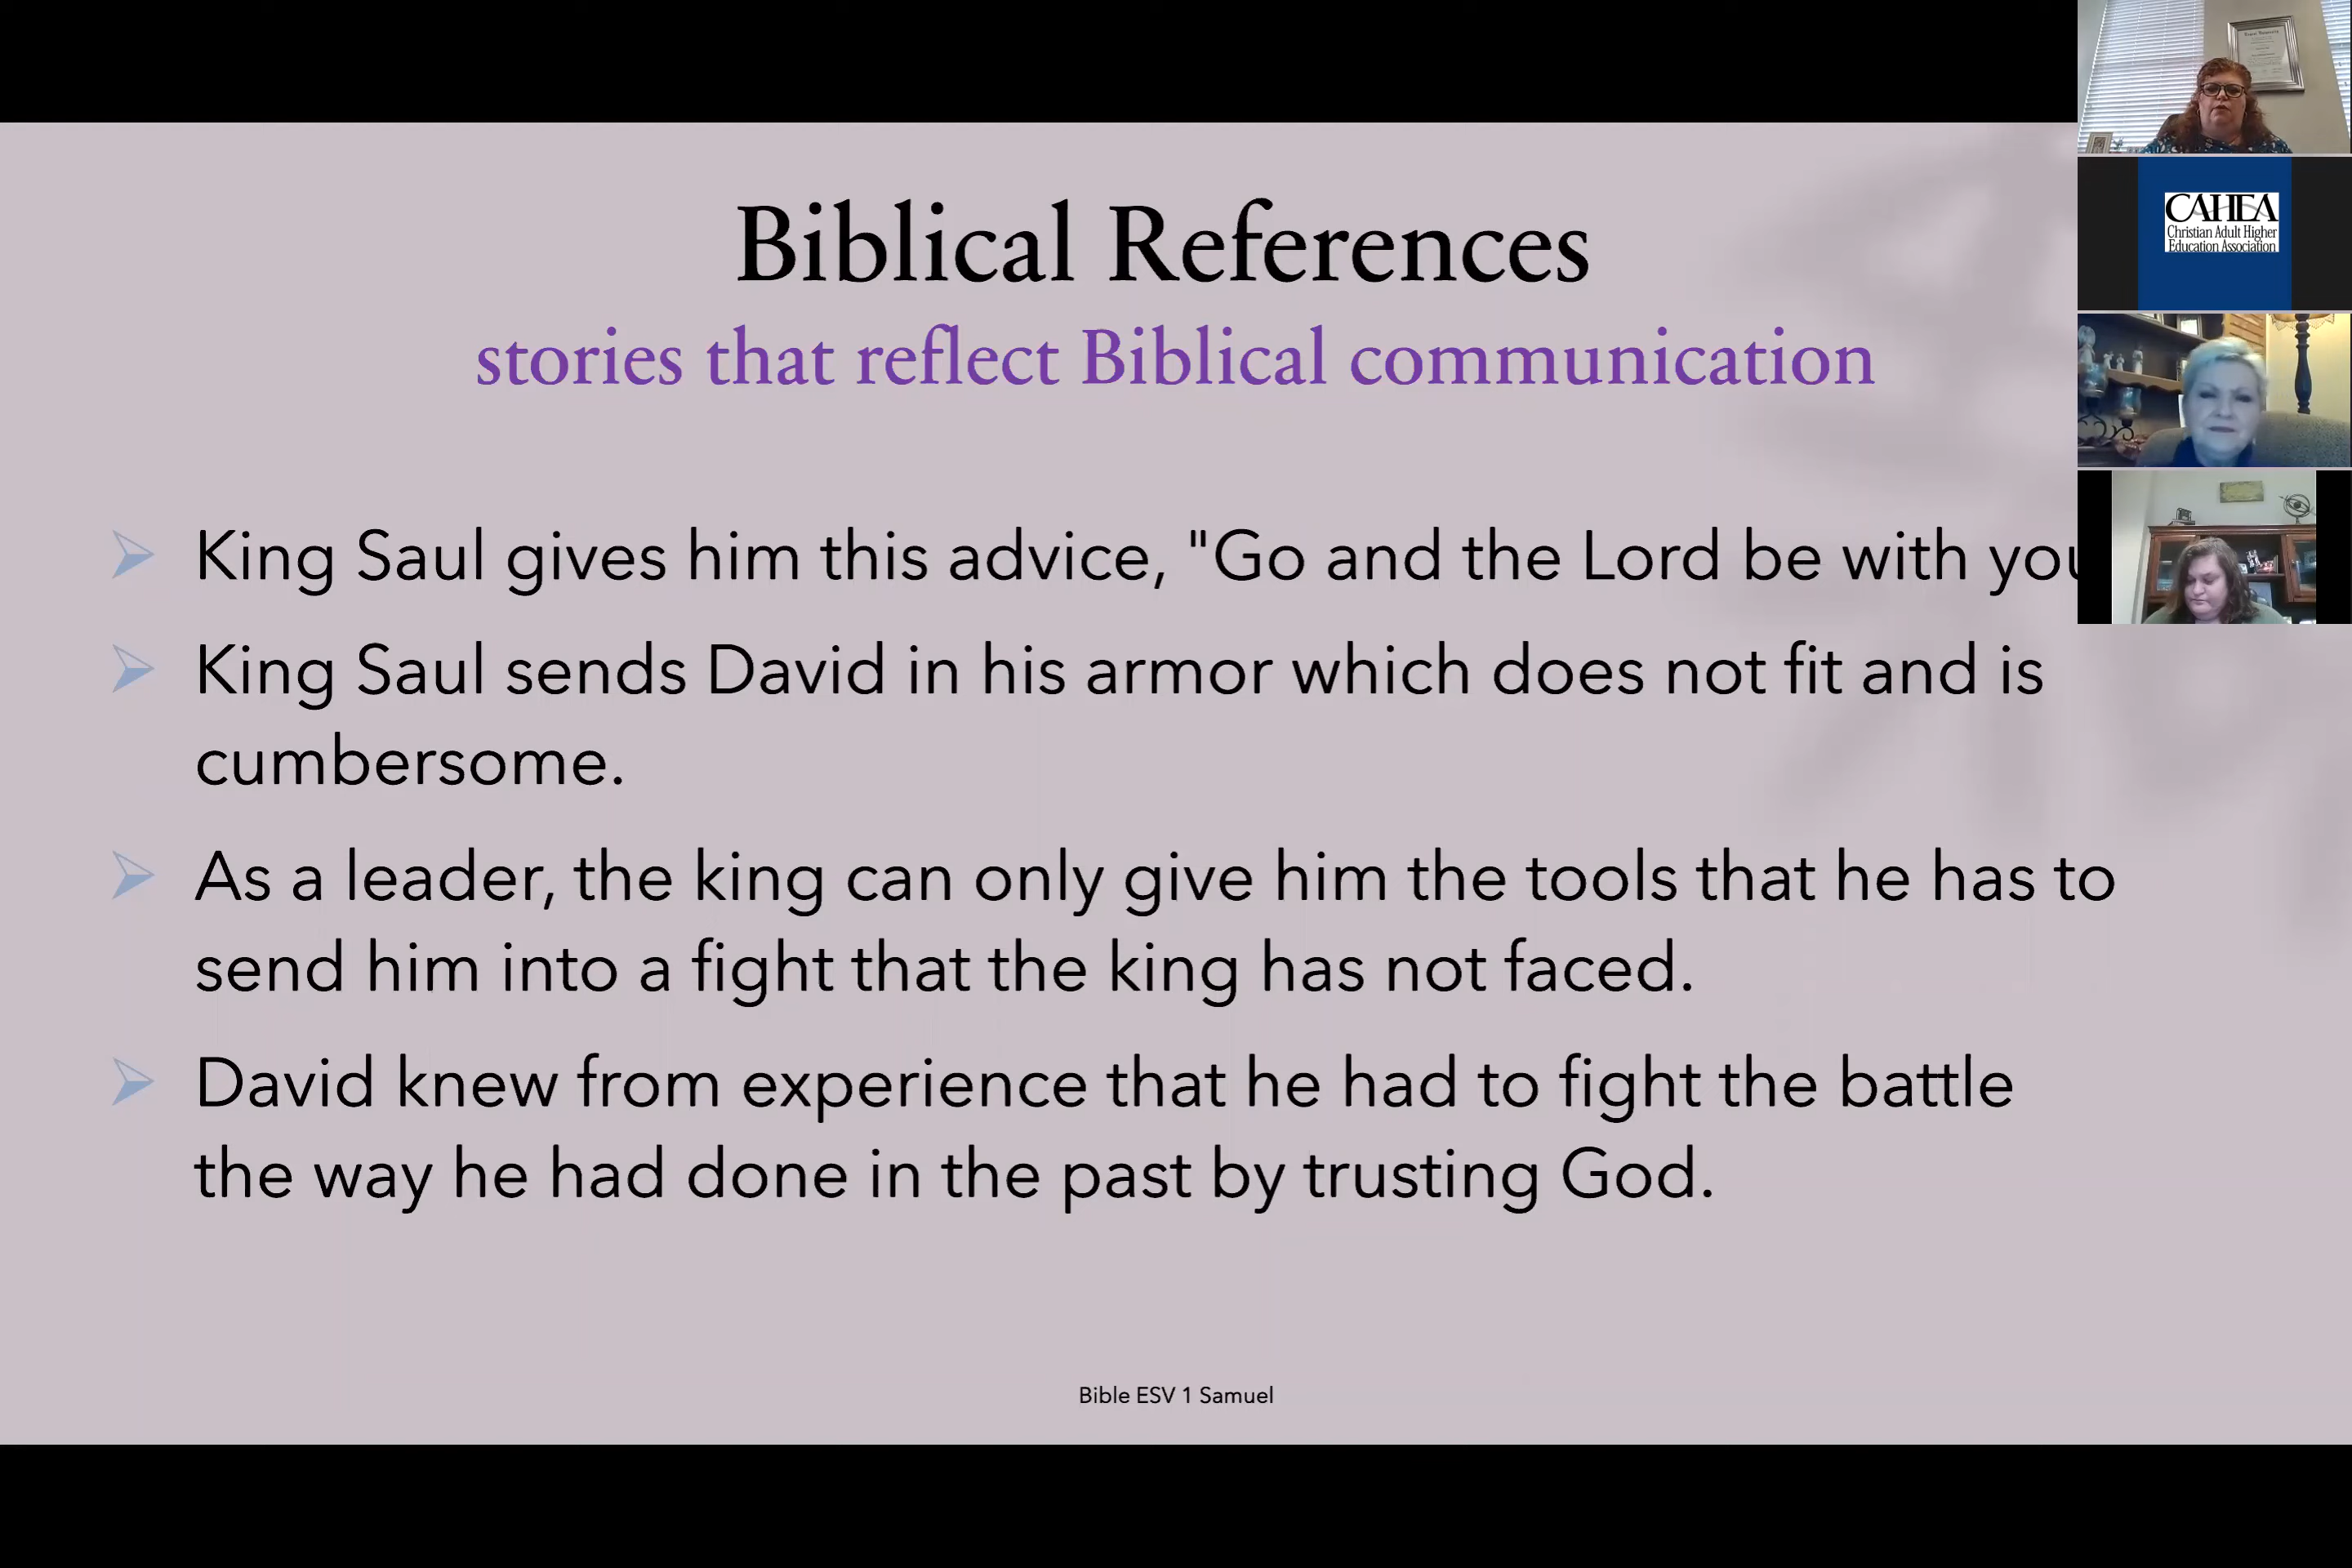 Biblical References
stories that reflect Biblical communication
King Saul gives him this advice, "Go and the Lord be with you
King Saul sends David in his armor which does not fit and is
cumbersome.
As a leader, the king can only give him the tools that he has to
send him into a fight that the king has not faced.
David knew from experience that he had to fight the battle
the way he had done in the past by trusting God.
Bible ESV 1 Samuel
CAHEA
Christian Adult Higher
Education Association